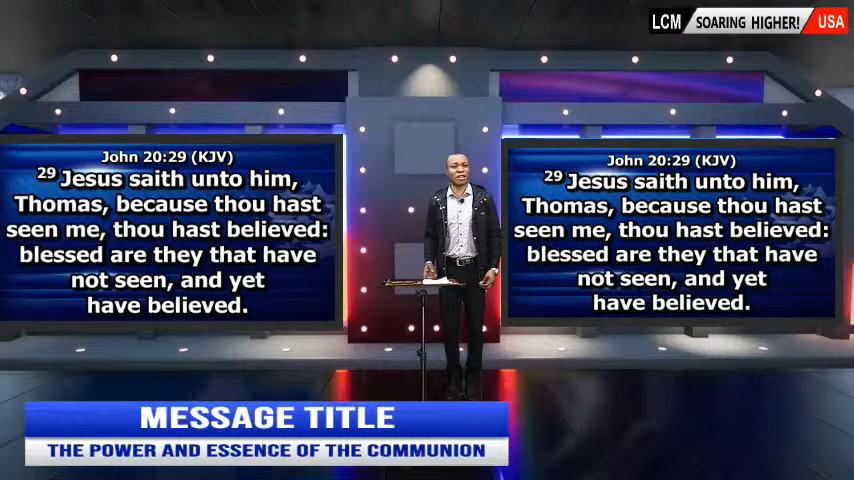 LCM SOARING HIGHER! USA
John 20:29 (KJV)
29 Jesus saith unto him,
Thomas, because thou hast
seen me, thou hast believed:
blessed are they that have
not seen, and yet
have believed.
John 20:29 (KJV)
29 Jesus saith unto him,
Thomas, because thou hast
seen me, thou hast believed:
blessed are they that have
not seen, and yet
have believed.
MESSAGE TITLE
THE POWER AND ESSENCE OF THE COMMUNION